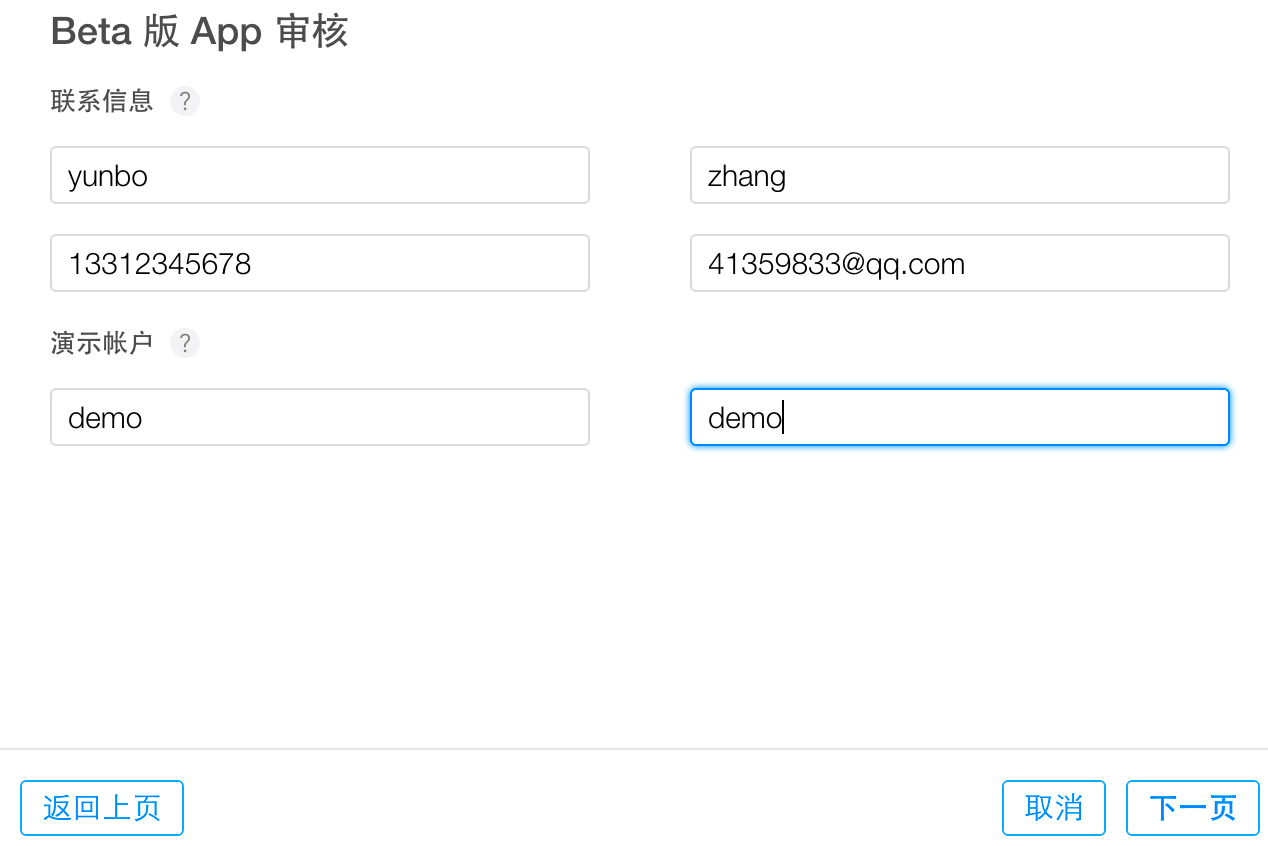 Beta 版 App 审核
联系信息 ?
yunbo zhang
13312345678 41359833@qq.com
演示帐户 ?
demo demo
返回上页 取消 下一页